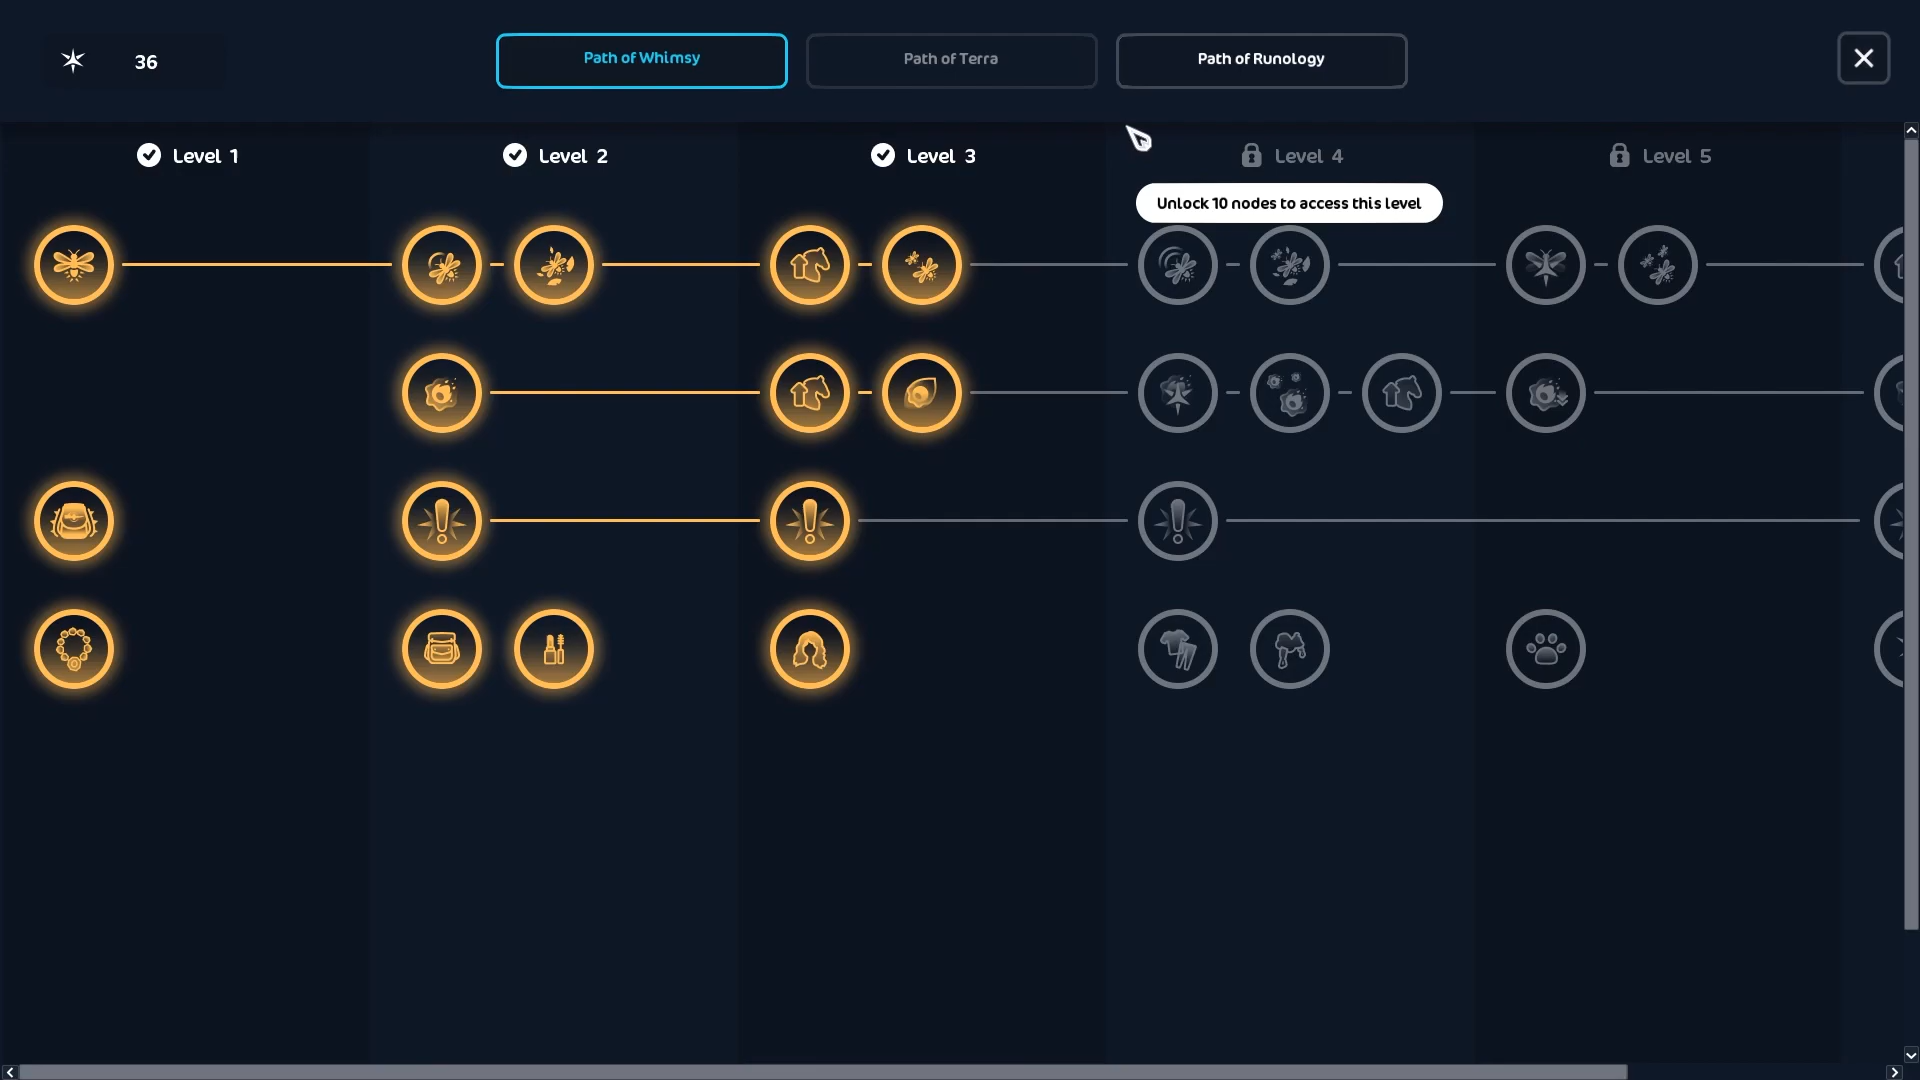 36
Path of Whimsy
Path of Terra
Path of Runology
Level 1
Level 2
Level 3
Level 4
Level 5
Unlock 10 nodes to access this level